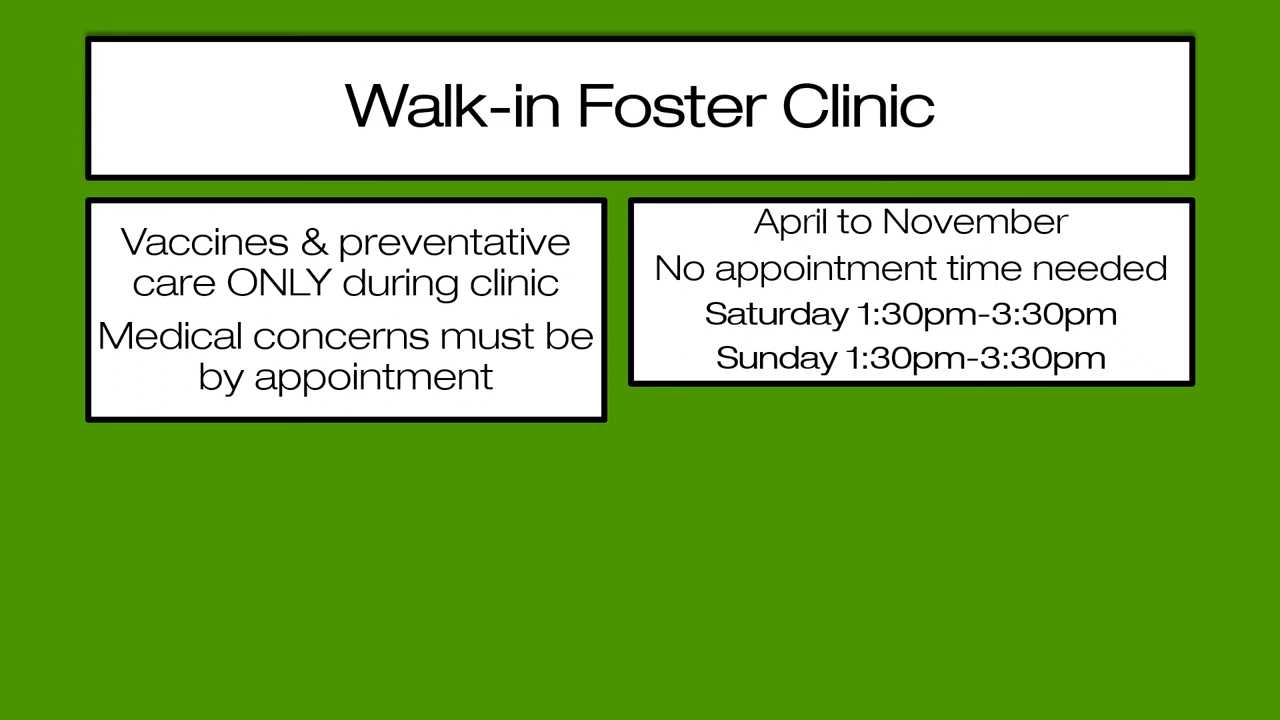 Walk-in Foster Clinic
Vaccines & preventative
care ONLY during clinic
Medical concerns must be
by appointment
April to November
No appointment time needed
Saturday 1:30pm-3:30pm
Sunday 1:30pm-3:30pm